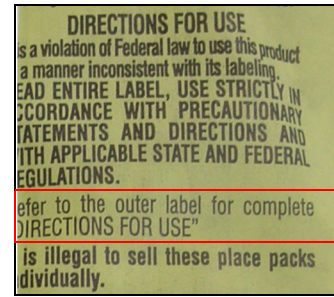 DIRECTIONS FOR USE
is a violation of Federal law to use this product
a manner inconsistent with its labeling.
EAD ENTIRE LABEL, USE STRICTLY IN
CCORDANCE WITH PRECAUTIONARY
TATEMENTS AND DIRECTIONS AND
ITH APPLICABLE STATE AND FEDERAL
EGULATIONS.
efer to the outer label for complete
DIRECTIONS FOR USE"
is illegal to sell these place packs
dividually.